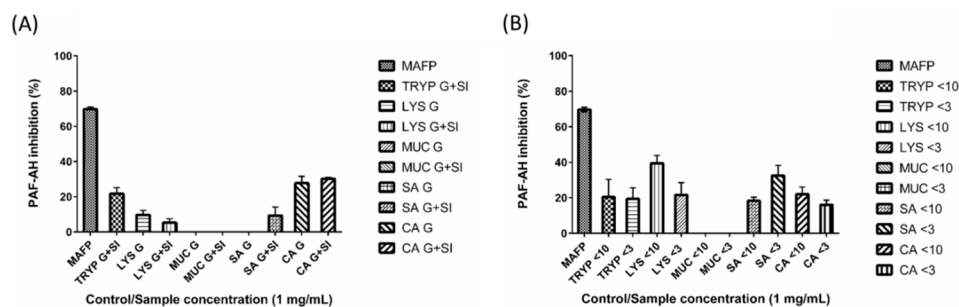 (A)
100
80
60
40
20
0
PAF-AH inhibition (%)
MAFP
TRYP G+SI
LYS G
LYS G+SI
MUC G
MUC G+SI
SA G
SA G+SI
CA G
CA G+SI
Control/Sample concentration (1 mg/mL)
MAFP
TRYP G+SI
LYS G
LYS G+SI
MUC G
MUC G+SI
SA G
SA G+SI
CA G
CA G+SI
(B)
100
80
60
40
20
0
PAF-AH inhibition (%)
MAFP
TRYP <10
TRYP <3
LYS <10
LYS <3
MUC <10
MUC <3
SA <10
SA <3
CA <10
CA <3
Control/Sample concentration (1 mg/mL)
MAFP
TRYP <10
TRYP <3
LYS <10
LYS <3
MUC <10
MUC <3
SA <10
SA <3
CA <10
CA <3